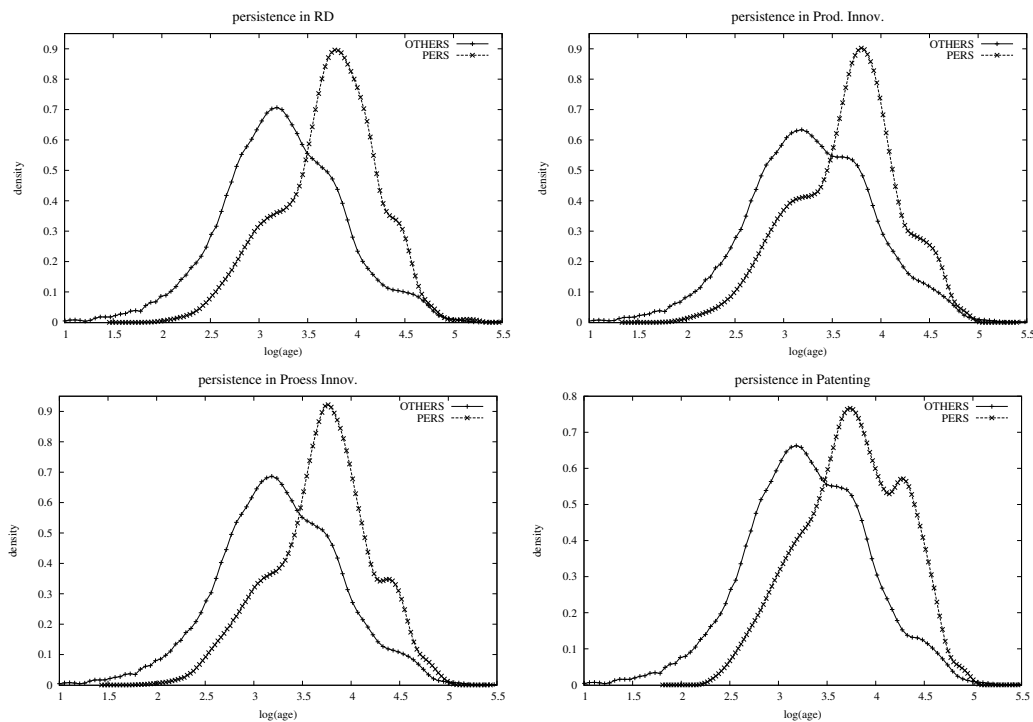 persistence in RD
0.9
0.8
0.7
0.6
0.5
0.4
0.3
0.2
0.1
0
density
OTHERS
PERS
1 1.5 2 2.5 3 3.5 4 4.5 5 5.5
log(age)
persistence in Prod. Innov.
0.9
0.8
0.7
0.6
0.5
0.4
0.3
0.2
0.1
0
density
OTHERS
PERS
1 1.5 2 2.5 3 3.5 4 4.5 5 5.5
log(age)
persistence in Proess Innov.
0.9
0.8
0.7
0.6
0.5
0.4
0.3
0.2
0.1
0
density
OTHERS
PERS
1 1.5 2 2.5 3 3.5 4 4.5 5 5.5
log(age)
persistence in Patenting
0.8
0.7
0.6
0.5
0.4
0.3
0.2
0.1
0
density
OTHERS
PERS
1 1.5 2 2.5 3 3.5 4 4.5 5 5.5
log(age)